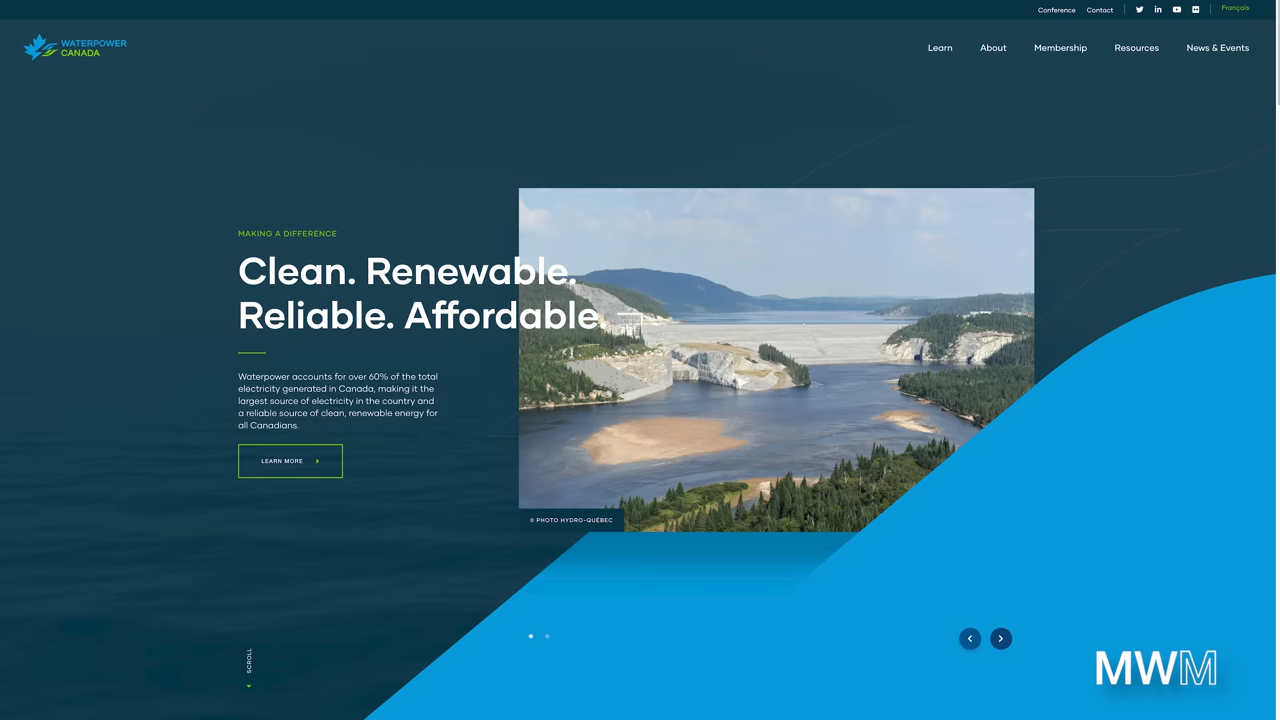 Conference Contact Français
WATERPOWER
CANADA
Learn About Membership Resources News & Events
MAKING A DIFFERENCE
Clean. Renewable.
Reliable. Affordable.
Waterpower accounts for over 60% of the total
electricity generated in Canada, making it the
largest source of electricity in the country and
a reliable source of clean, renewable energy for
all Canadians.
LEARN MORE
© PHOTO HYDRO-QUÉBEC
SCROLL
MWM